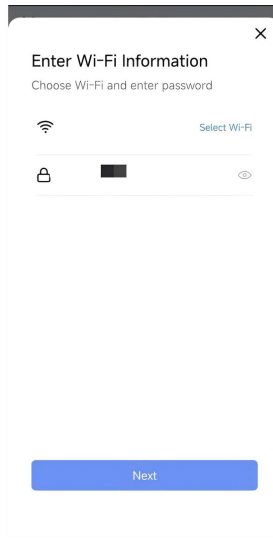 Enter Wi-Fi Information
Choose Wi-Fi and enter password
Select Wi-Fi
Next